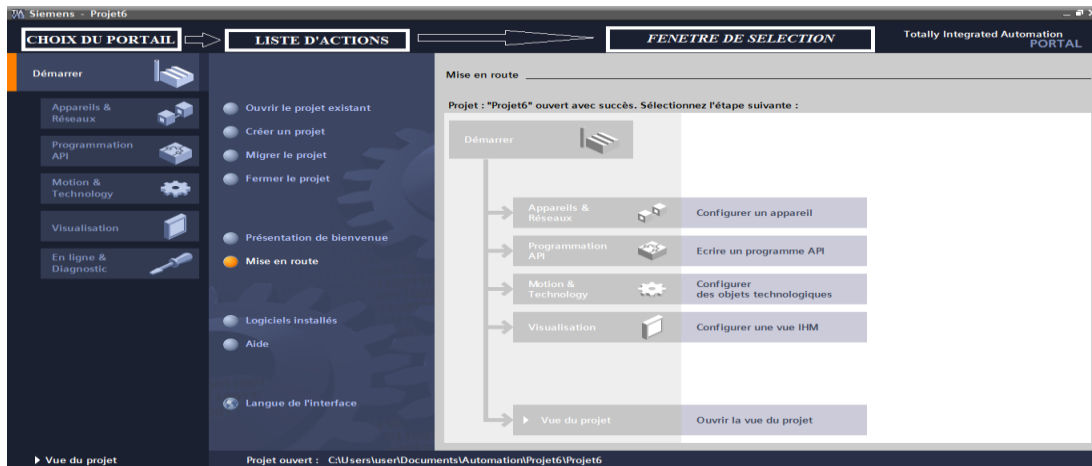 Siemens - Projet6
CHOIX DU PORTAIL
LISTE D'ACTIONS
FENETRE DE SELECTION
Totally Integrated Automation
PORTAL
Démarrer
Appareils &
Réseaux
Programmation
API
Motion &
Technology
Visualisation
En ligne &
Diagnostic
Vue du projet
Ouvrir le projet existant
Créer un projet
Migrer le projet
Fermer le projet
Présentation de bienvenue
Mise en route
Logiciels installés
Aide
Langue de l'interface
Mise en route
Projet : "Projet6" ouvert avec succès. Sélectionnez l'étape suivante :
Démarrer
Appareils &
Réseaux
Configurer un appareil
Programmation
API
Ecrire un programme API
Motion &
Technology
Configurer
des objets technologiques
Visualisation
Configurer une vue IHM
Vue du projet
Ouvrir la vue du projet
Projet ouvert : C:\Users\user\Documents\Automation\Projet6\Projet6